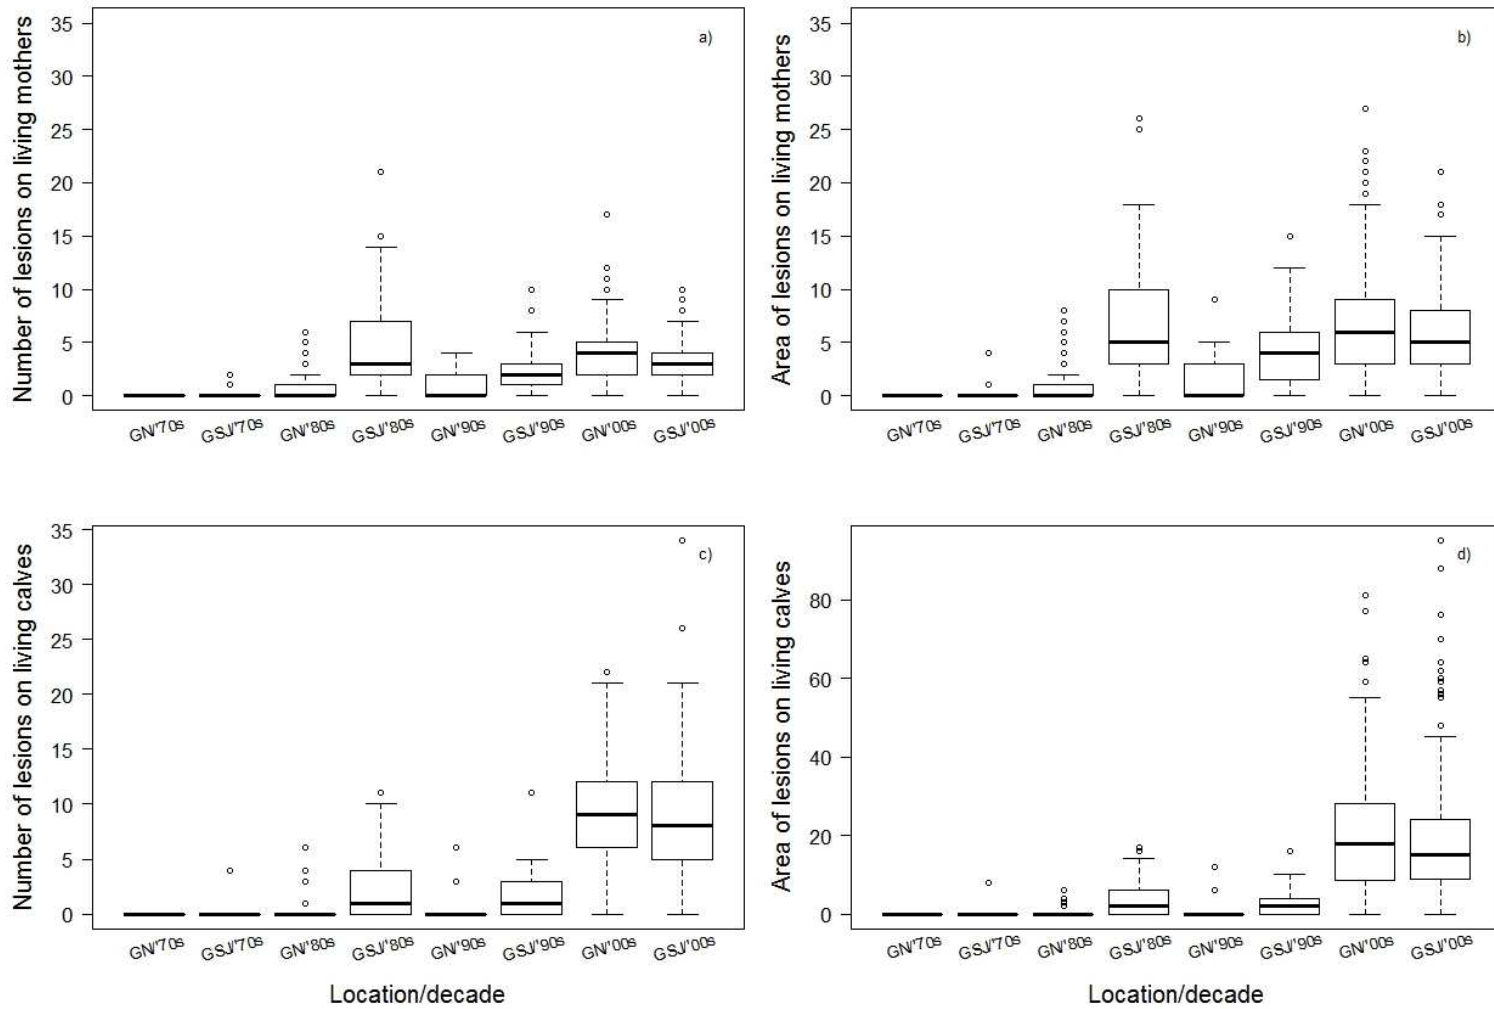 Number of lesions on living mothers
35
30
25
20
15
10
5
0
a)
GN/'70s GSJ/'70s GN/'80s GSJ/'80s GN/'90s GSJ/'90s GN/'00s GSJ/'00s
Area of lesions on living mothers
35
30
25
20
15
10
5
0
b)
GN/'70s GSJ/'70s GN/'80s GSJ/'80s GN/'90s GSJ/'90s GN/'00s GSJ/'00s
Number of lesions on living calves
35
30
25
20
15
10
5
0
c)
GN/'70s GSJ/'70s GN/'80s GSJ/'80s GN/'90s GSJ/'90s GN/'00s GSJ/'00s
Location/decade
Area of lesions on living calves
80
60
40
20
0
d)
GN/'70s GSJ/'70s GN/'80s GSJ/'80s GN/'90s GSJ/'90s GN/'00s GSJ/'00s
Location/decade